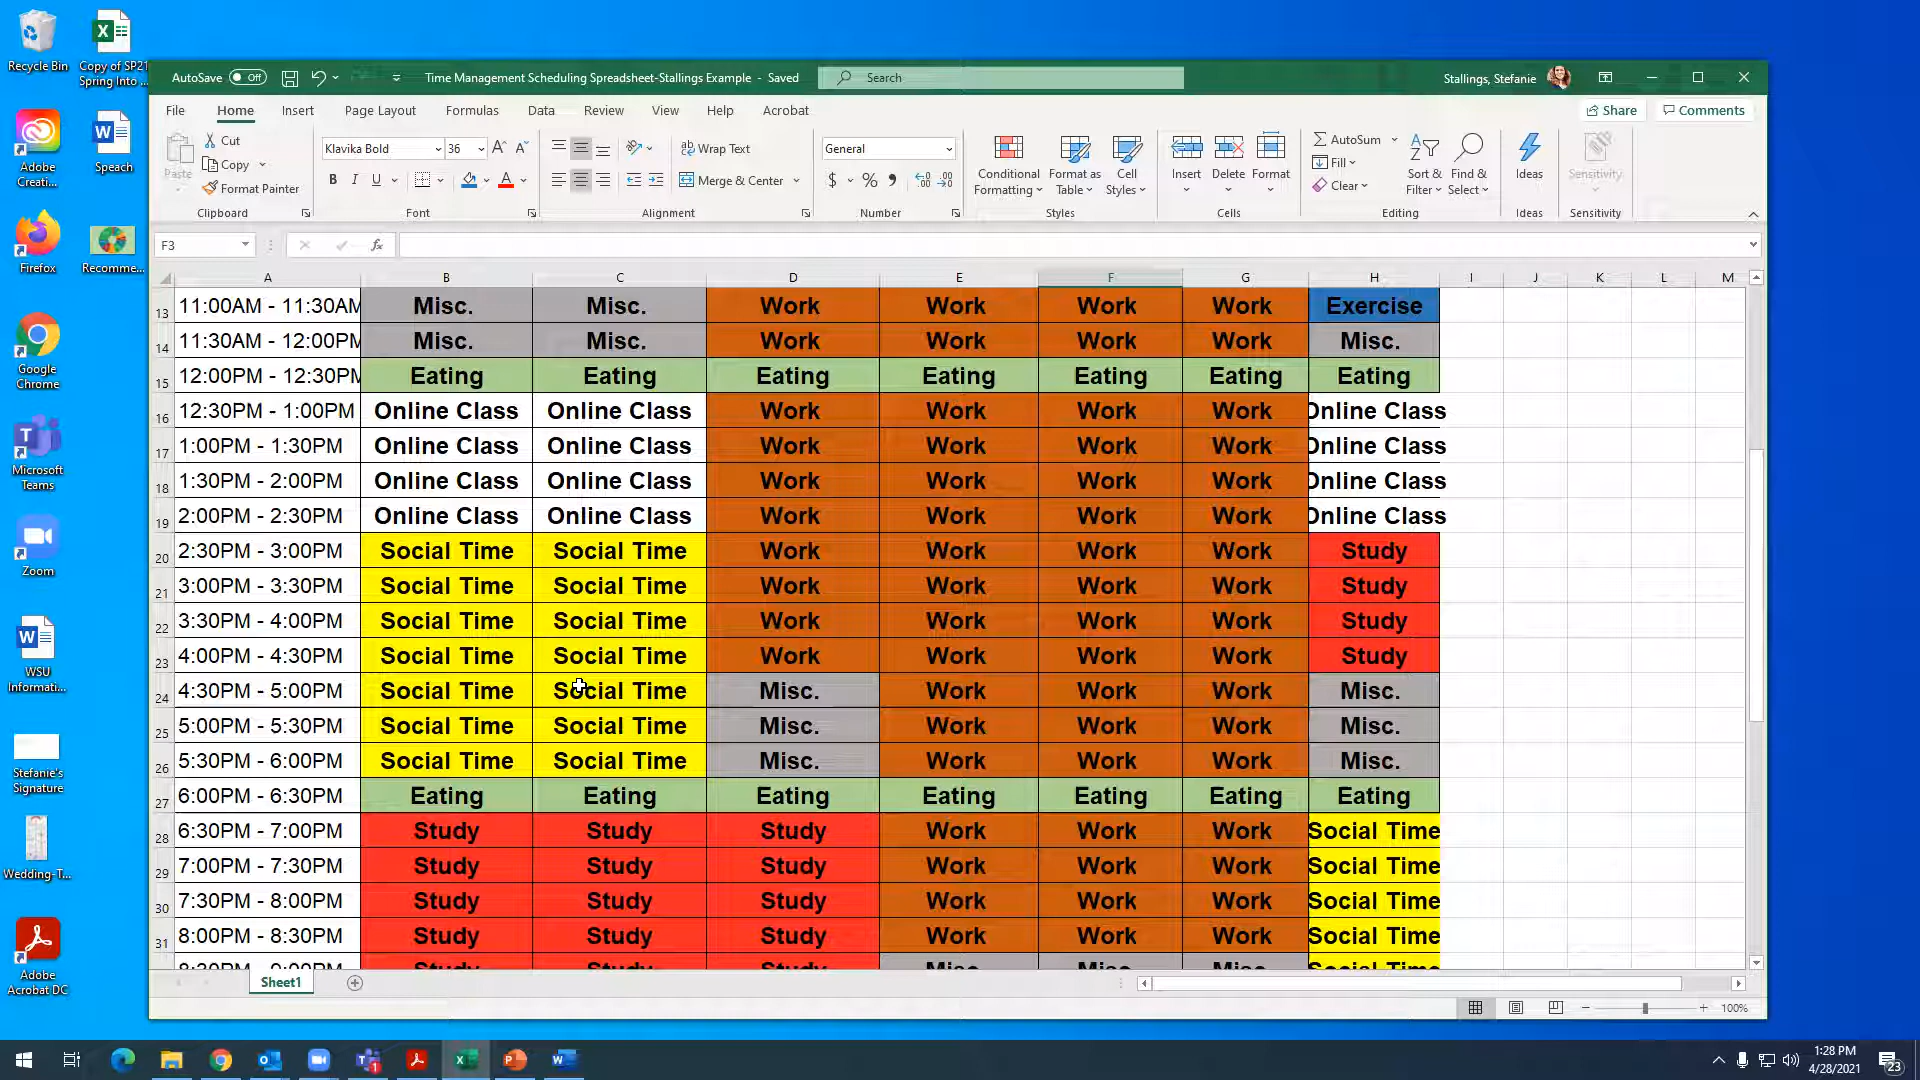 Recycle Bin
Copy of SP21
Spring Into ...
Adobe
Creati...
Speach
Firefox
Recomme...
Google
Chrome
Microsoft
Teams
Zoom
WSU
Informati...
Stefanie's
Signature
Wedding-T...
Adobe
Acrobat DC
AutoSave Off Time Management Scheduling Spreadsheet-Stallings Example - Saved Search Stallings, Stefanie
File Home Insert Page Layout Formulas Data Review View Help Acrobat Share Comments
Paste Cut Copy Format Painter
Klavika Bold 36 A A
B I U A
Wrap Text
Merge & Center
General
$ % ,
Conditional Formatting Format as Table Cell Styles
Insert Delete Format
AutoSum Fill Clear Sort & Filter Find & Select
Ideas Sensitivity
Clipboard Font Alignment Number Styles Cells Editing Ideas Sensitivity
F3 fx
A B C D E F G H I J K L M
13 11:00AM - 11:30AM Misc. Misc. Work Work Work Work Exercise
14 11:30AM - 12:00PM Misc. Misc. Work Work Work Work Misc.
15 12:00PM - 12:30PM Eating Eating Eating Eating Eating Eating Eating
16 12:30PM - 1:00PM Online Class Online Class Work Work Work Work Online Class
17 1:00PM - 1:30PM Online Class Online Class Work Work Work Work Online Class
18 1:30PM - 2:00PM Online Class Online Class Work Work Work Work Online Class
19 2:00PM - 2:30PM Online Class Online Class Work Work Work Work Online Class
20 2:30PM - 3:00PM Social Time Social Time Work Work Work Work Study
21 3:00PM - 3:30PM Social Time Social Time Work Work Work Work Study
22 3:30PM - 4:00PM Social Time Social Time Work Work Work Work Study
23 4:00PM - 4:30PM Social Time Social Time Work Work Work Work Study
24 4:30PM - 5:00PM Social Time Social Time Misc. Work Work Work Misc.
25 5:00PM - 5:30PM Social Time Social Time Misc. Work Work Work Misc.
26 5:30PM - 6:00PM Social Time Social Time Misc. Work Work Work Misc.
27 6:00PM - 6:30PM Eating Eating Eating Eating Eating Eating Eating
28 6:30PM - 7:00PM Study Study Study Work Work Work Social Time
29 7:00PM - 7:30PM Study Study Study Work Work Work Social Time
30 7:30PM - 8:00PM Study Study Study Work Work Work Social Time
31 8:00PM - 8:30PM Study Study Study Work Work Work Social Time
8:30PM - 9:00PM Study Study Study Misc. Misc. Misc. Social Time
Sheet1
100%
1:28 PM
4/28/2021
23